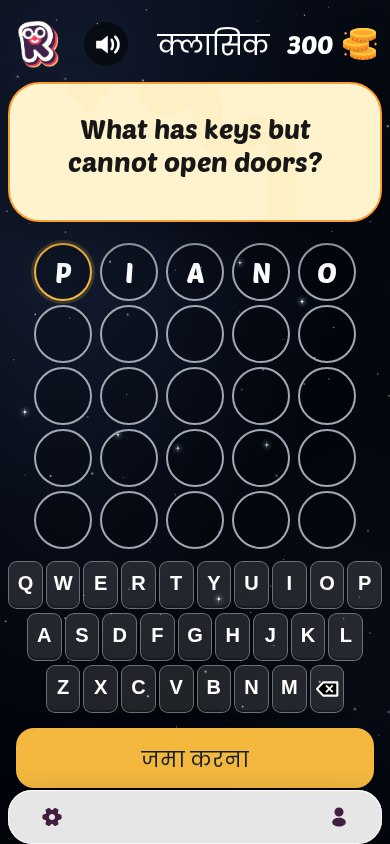 R
क्लासिक 300
What has keys but
cannot open doors?
P I A N O
Q W E R T Y U I O P
A S D F G H J K L
Z X C V B N M
जमा करना